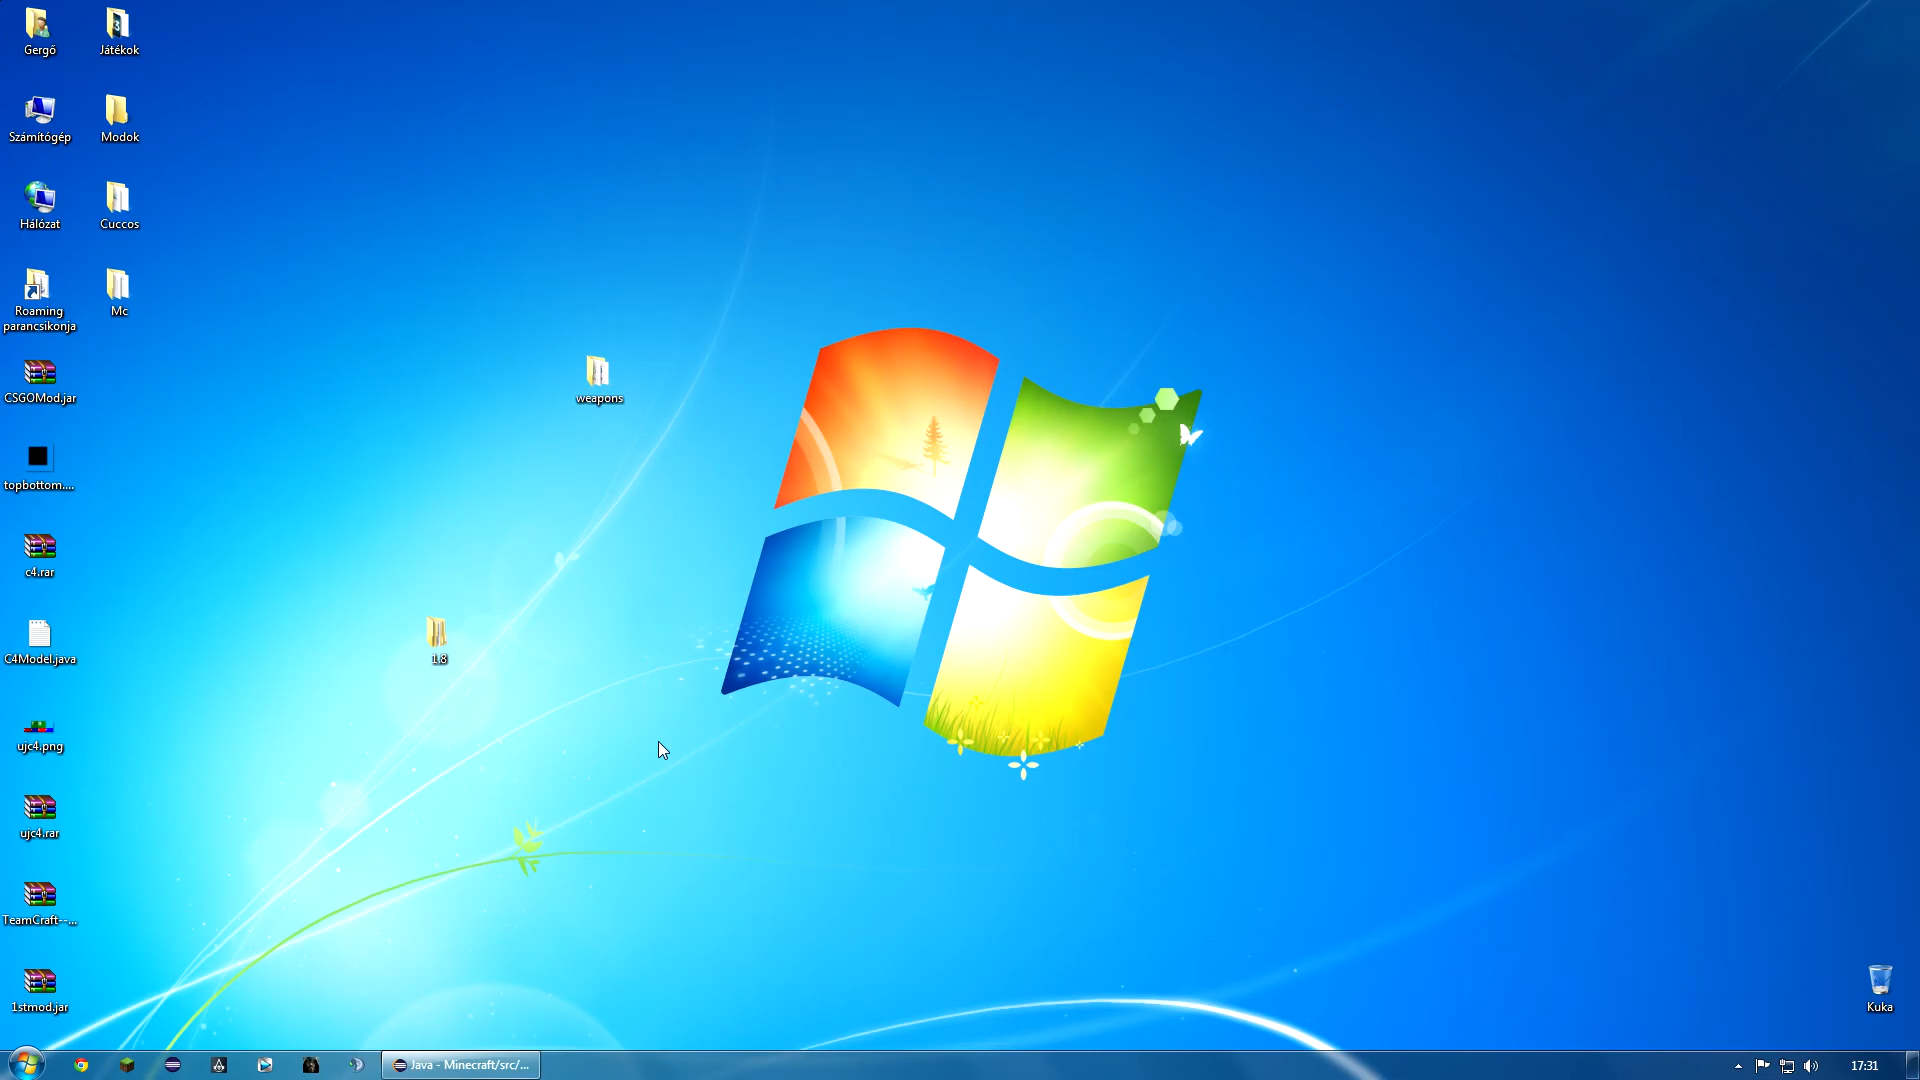 Gergő
Játékok
Számítógép
Modok
Hálózat
Cuccos
Roaming
parancsikonja
Mc
CSGOMod.jar
weapons
topbottom....
c4.rar
C4Model.java
1.8
ujc4.png
ujc4.rar
TeamCraft--...
1stmod.jar
Kuka
Java - Minecraft/src/...
17:31